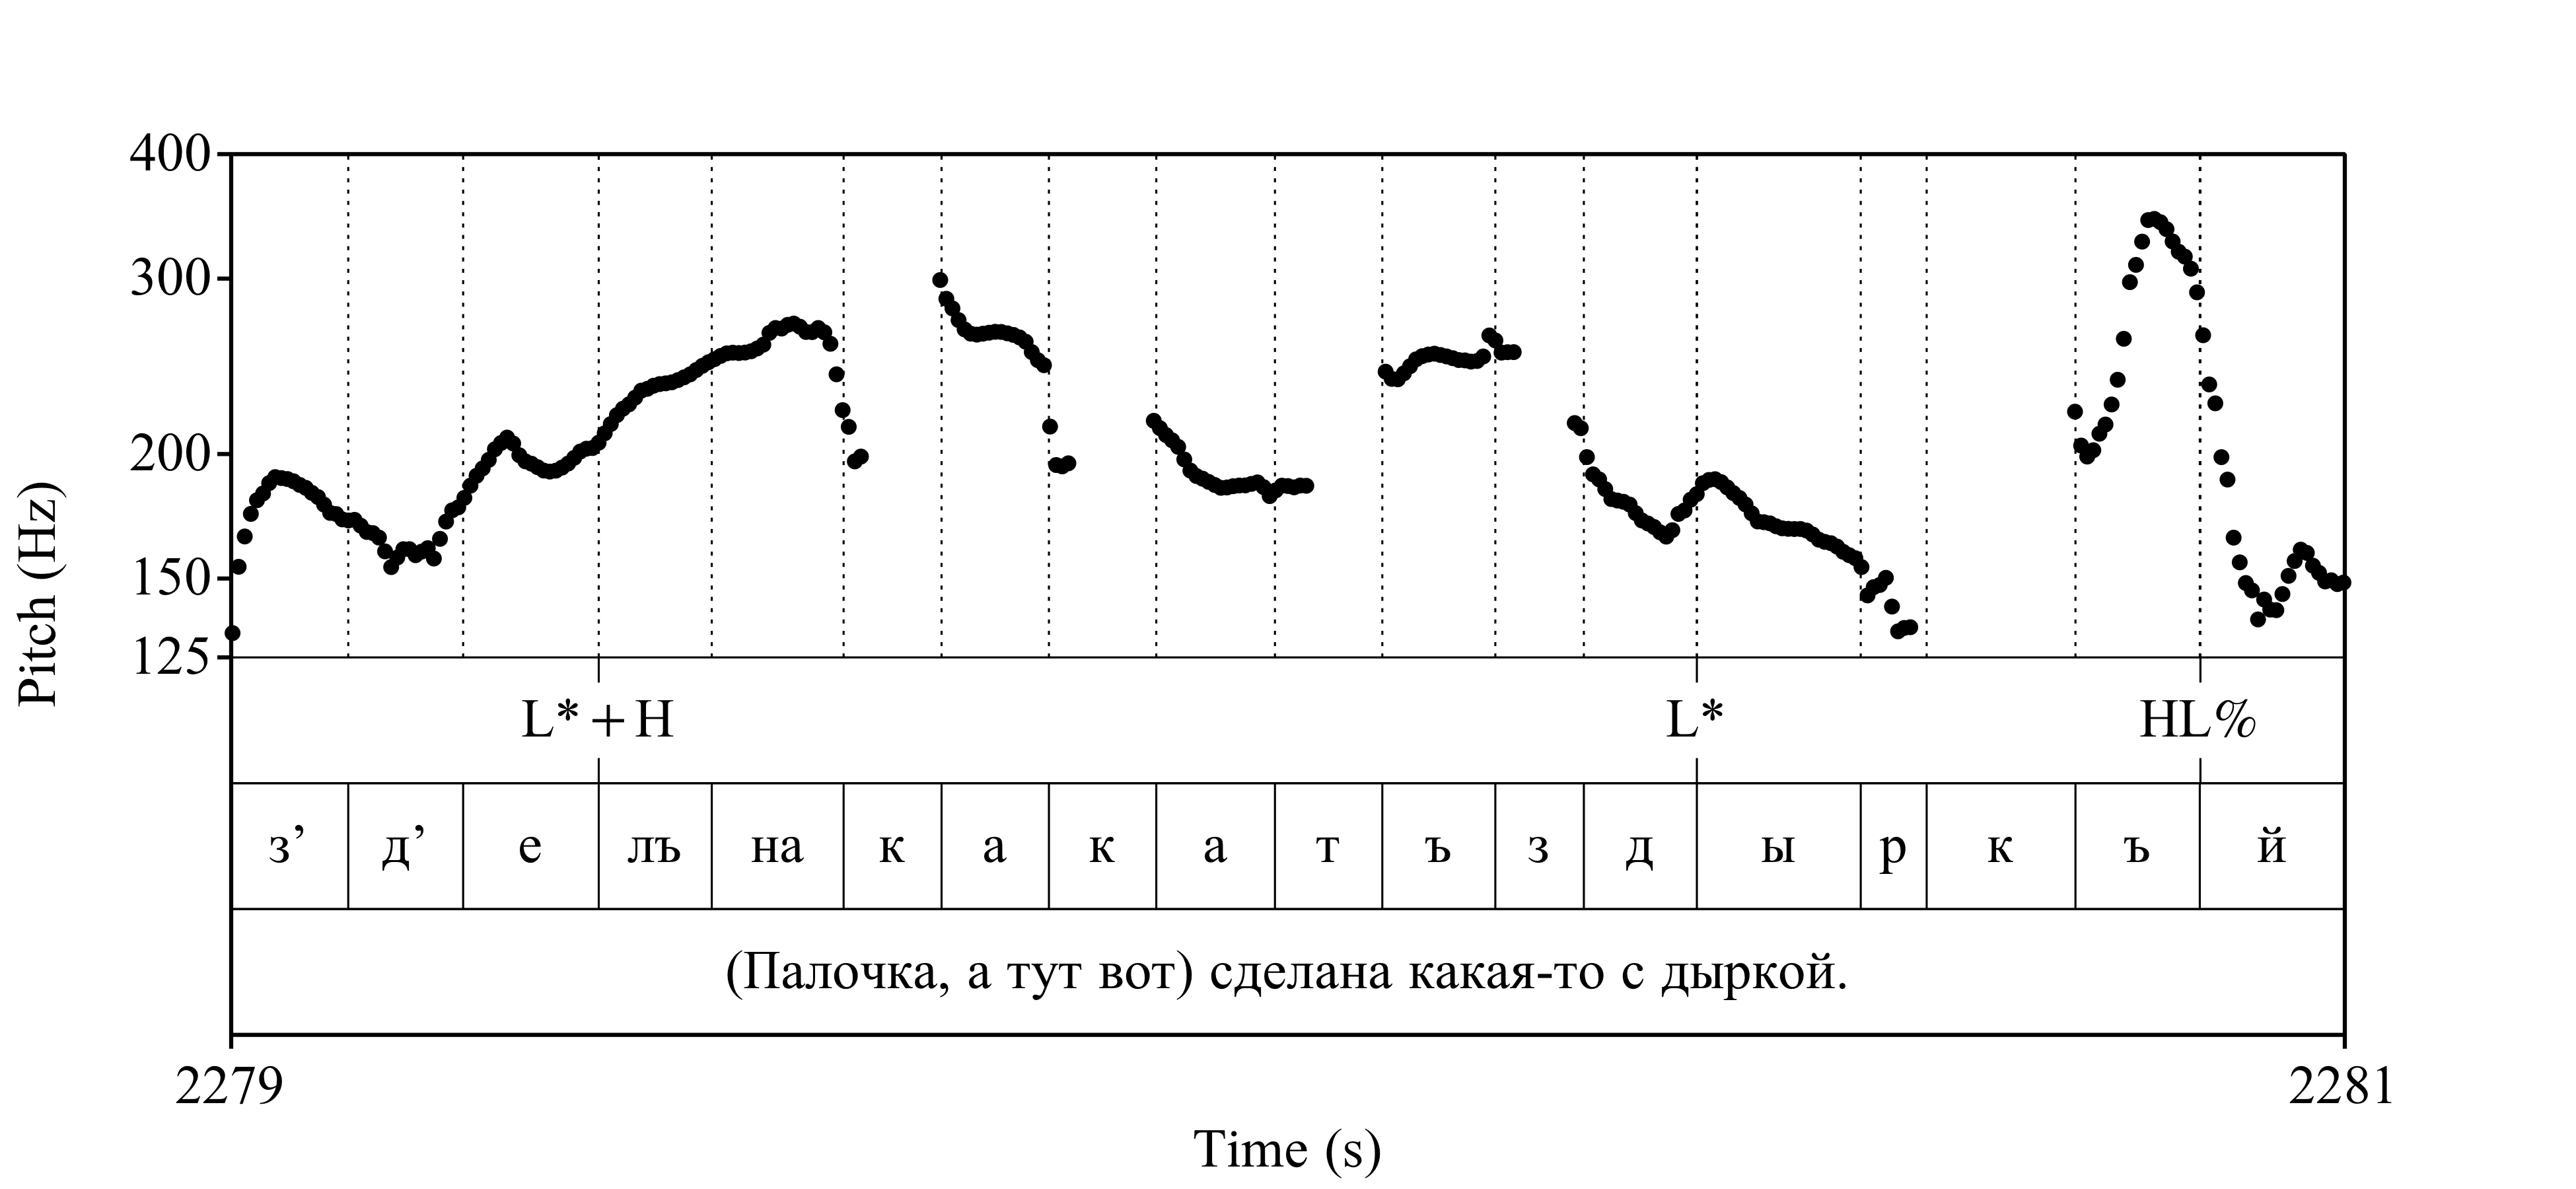 400
300
200
150
125
Pitch (Hz)
L*+H L* HL%
з’ д’ е лъ на к а к а т ъ з д ы р к ъ й
(Палочка, а тут вот) сделана какая-то с дыркой.
2279 2281
Time (s)